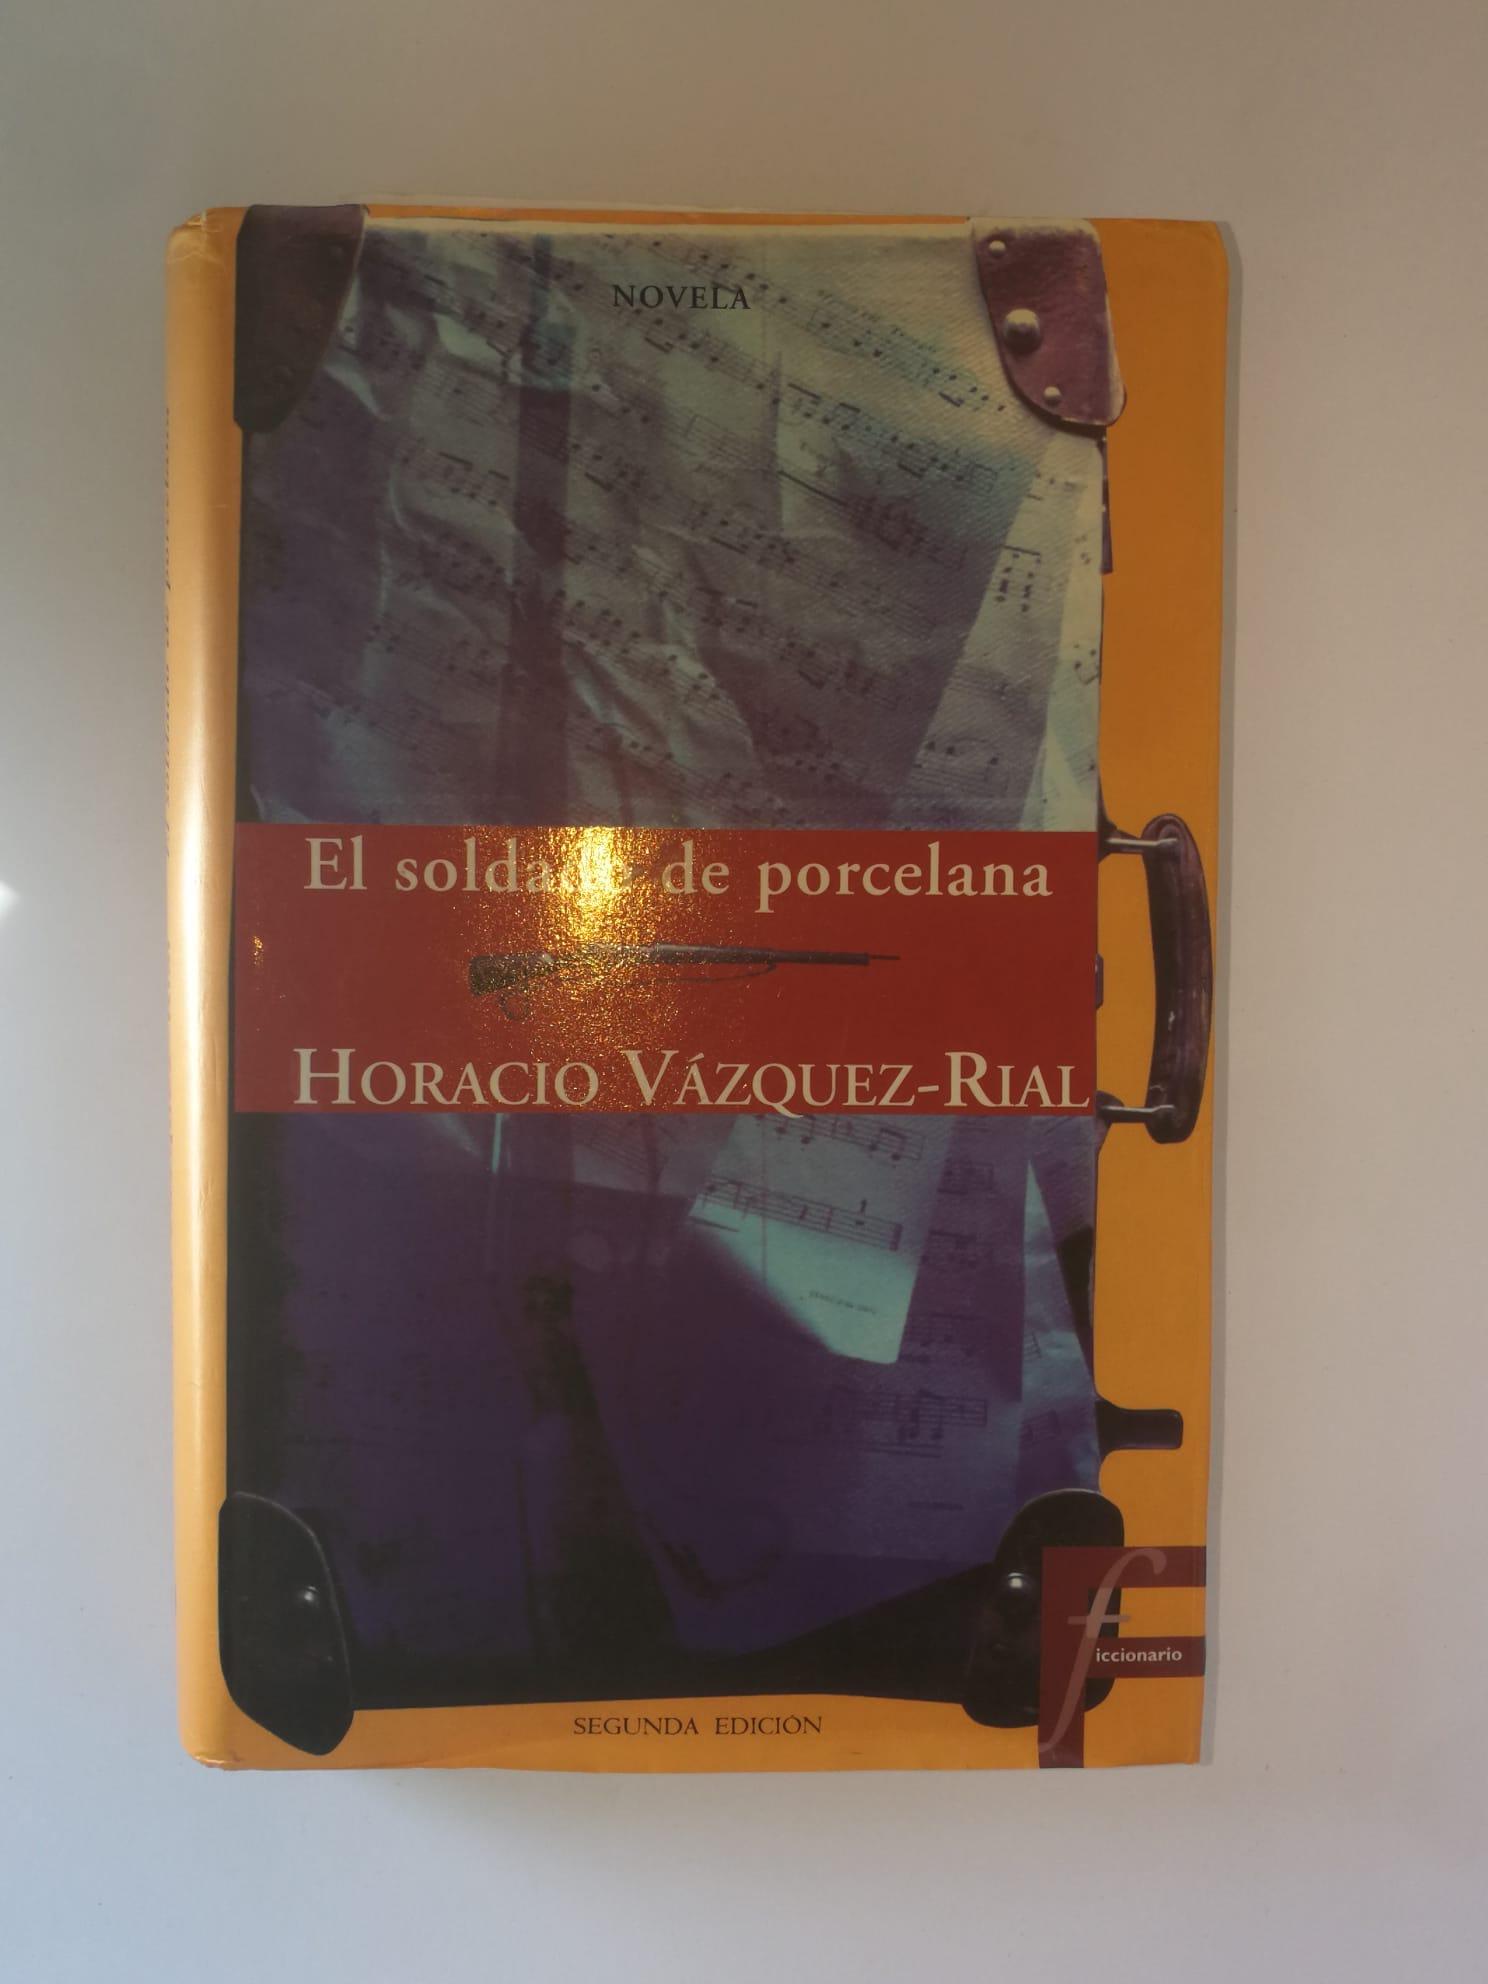 NOVELA
El soldado de porcelana
HORACIO VÁZQUEZ-RIAL
ficcionario
SEGUNDA EDICIÓN